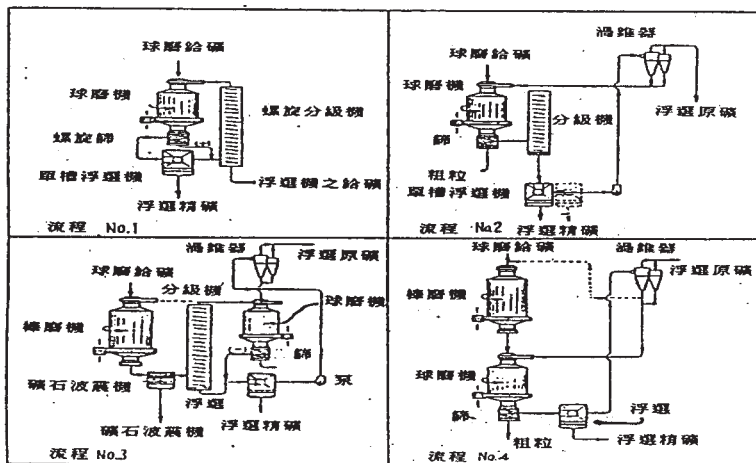 球磨給礦
球磨機
螺旋篩
單槽浮選機
螺旋分級機
浮選機之給礦
浮選精礦
流程 No.1
渦錐器
球磨給礦
球磨機
分級機
浮選原礦
篩
粗粒
單槽浮選機
浮選精礦
流程 No.2
渦錐器
浮選原礦
球磨給礦
分級機
球磨機
棒磨機
篩
礦石波震機
泵
浮選
浮選精礦
礦石波震機
流程 No.3
球磨給礦
渦錐器
浮選原礦
棒磨機
球磨機
篩
浮選
粗粒
浮選精礦
流程 No.4